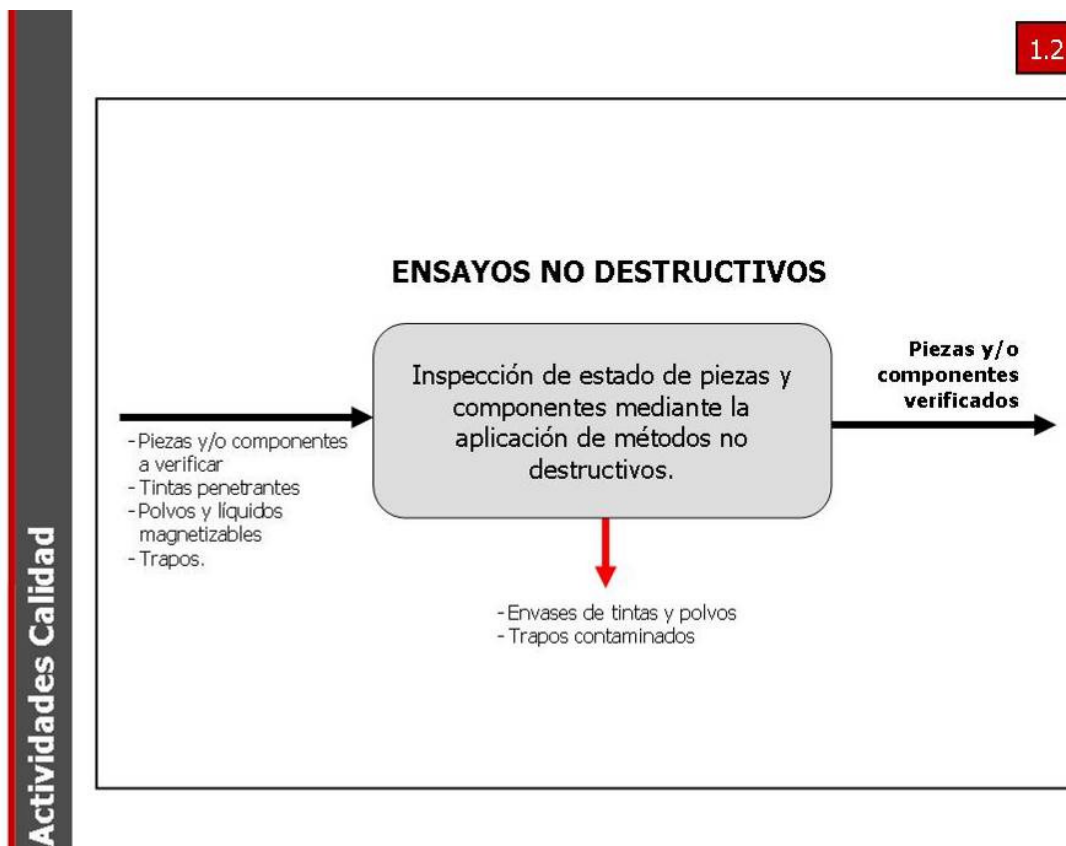 1.2
ENSAYOS NO DESTRUCTIVOS
Inspección de estado de piezas y
componentes mediante la
aplicación de métodos no
destructivos.
Piezas y/o
componentes
verificados
- Piezas y/o componentes
a verificar
- Tintas penetrantes
- Polvos y líquidos
magnetizables
- Trapos.
- Envases de tintas y polvos
- Trapos contaminados
Actividades Calidad